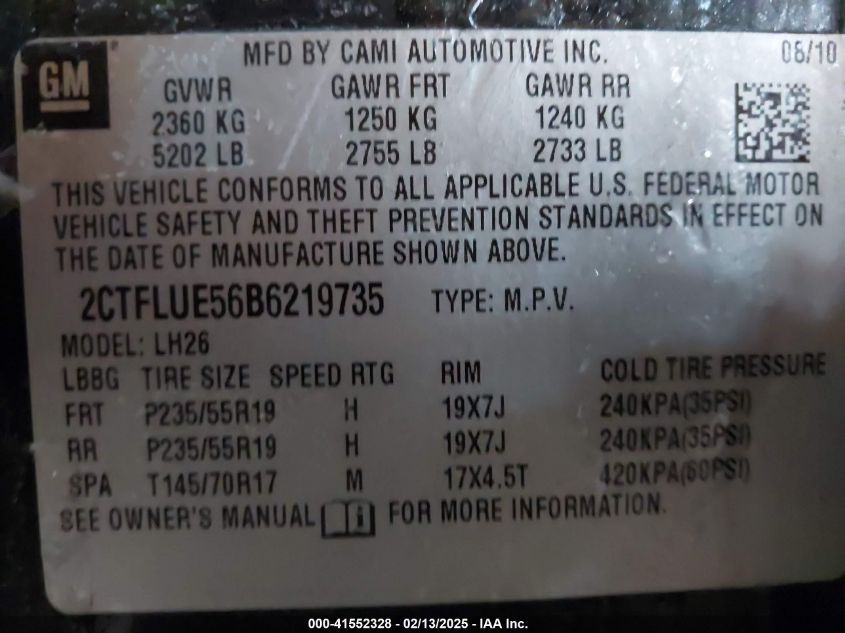 GM
MFD BY CAMI AUTOMOTIVE INC. 08/10
GVWR GAWR FRT GAWR RR
2360 KG 1250 KG 1240 KG
5202 LB 2755 LB 2733 LB
THIS VEHICLE CONFORMS TO ALL APPLICABLE U.S. FEDERAL MOTOR
VEHICLE SAFETY AND THEFT PREVENTION STANDARDS IN EFFECT ON
THE DATE OF MANUFACTURE SHOWN ABOVE.
2CTFLUE56B6219735 TYPE: M.P.V.
MODEL: LH26
LBBG TIRE SIZE SPEED RTG RIM COLD TIRE PRESSURE
FRT P235/55R19 H 19X7J 240KPA(35PSI)
RR P235/55R19 H 19X7J 240KPA(35PSI)
SPA T145/70R17 M 17X4.5T 420KPA(60PSI)
SEE OWNER'S MANUAL i FOR MORE INFORMATION.
000-41552328 - 02/13/2025 - IAA Inc.